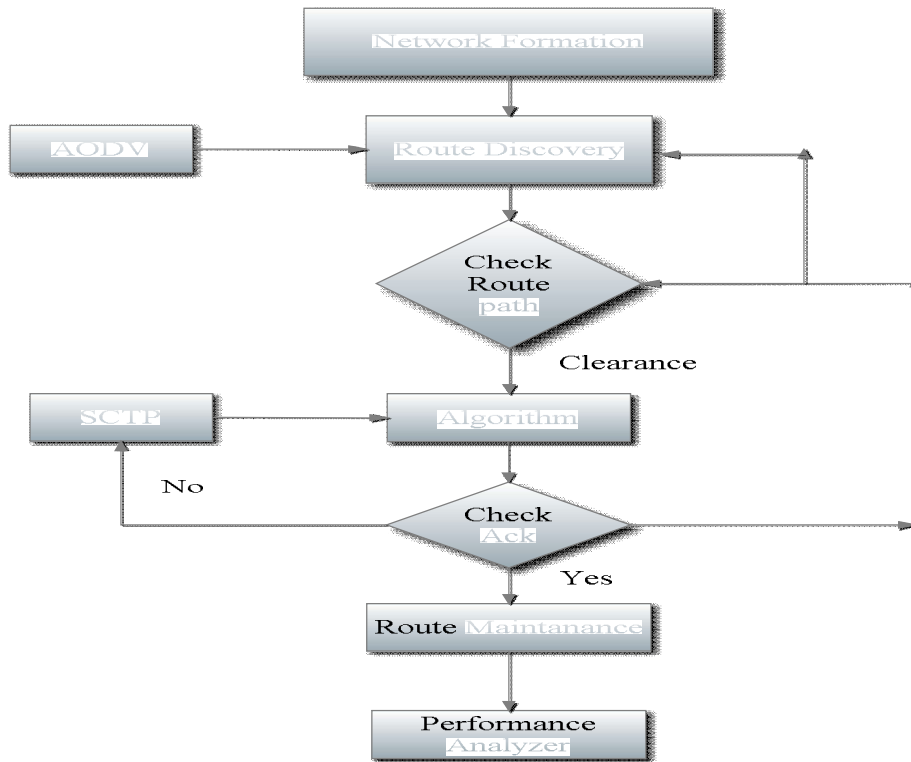 Network Formation
AODV
Route Discovery
Check
Route
path
Clearance
SCTP
Algorithm
No
Check
Ack
Yes
Route Maintanance
Performance
Analyzer